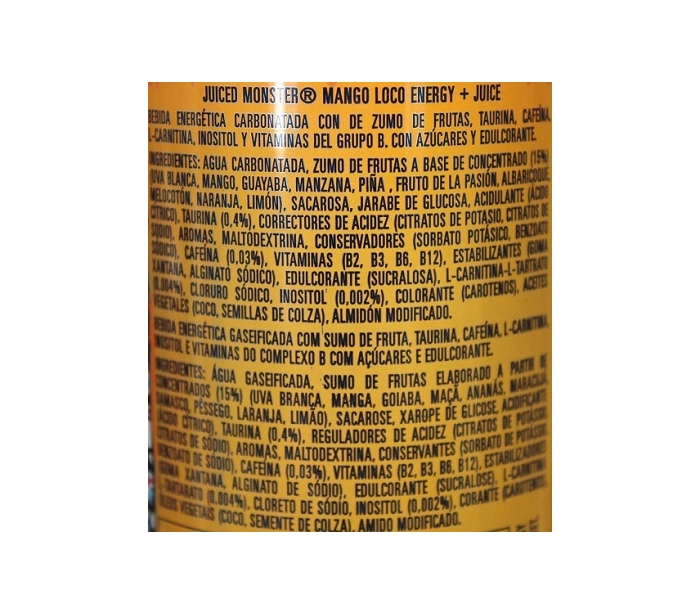 JUICED MONSTER® MANGO LOCO ENERGY + JUICE
BEBIDA ENERGÉTICA CARBONATADA CON DE ZUMO DE FRUTAS, TAURINA, CAFEÍNA,
L-CARNITINA, INOSITOL Y VITAMINAS DEL GRUPO B. CON AZÚCARES Y EDULCORANTE.
INGREDIENTES: AGUA CARBONATADA, ZUMO DE FRUTAS A BASE DE CONCENTRADO (15%)
(UVA BLANCA, MANGO, GUAYABA, MANZANA, PIÑA , FRUTO DE LA PASIÓN, ALBARICOQUE,
MELOCOTÓN, NARANJA, LIMÓN), SACAROSA, JARABE DE GLUCOSA, ACIDULANTE (ÁCIDO
CÍTRICO), TAURINA (0,4%), CORRECTORES DE ACIDEZ (CITRATOS DE POTASIO, CITRATOS DE
SODIO), AROMAS, MALTODEXTRINA, CONSERVADORES (SORBATO POTÁSICO, BENZOATO
SÓDICO), CAFEÍNA (0,03%), VITAMINAS (B2, B3, B6, B12), ESTABILIZANTES (GOMA
XANTANA, ALGINATO SÓDICO), EDULCORANTE (SUCRALOSA), L-CARNITINA-L-TARTRATO
(0,004%), CLORURO SÓDICO, INOSITOL (0,002%), COLORANTE (CAROTENOS), ACEITES
VEGETALES (COCO, SEMILLAS DE COLZA), ALMIDÓN MODIFICADO.
BEBIDA ENERGÉTICA GASEIFICADA COM SUMO DE FRUTA, TAURINA, CAFEÍNA, L-CARNITINA,
INOSITOL E VITAMINAS DO COMPLEXO B COM AÇÚCARES E EDULCORANTE.
INGREDIENTES: ÁGUA GASEIFICADA, SUMO DE FRUTAS ELABORADO A PARTIR DE
CONCENTRADOS (15%) (UVA BRANCA, MANGA, GOIABA, MAÇÃ, ANANÁS, MARACUJÁ,
DAMASCO, PÊSSEGO, LARANJA, LIMÃO), SACAROSE, XAROPE DE GLICOSE, ACIDIFICANTE
(ÁCIDO CÍTRICO), TAURINA (0,4%), REGULADORES DE ACIDEZ (CITRATOS DE POTÁSSIO,
CITRATOS DE SÓDIO), AROMAS, MALTODEXTRINA, CONSERVANTES (SORBATO DE POTÁSSIO,
BENZOATO DE SÓDIO), CAFEÍNA (0,03%), VITAMINAS (B2, B3, B6, B12), ESTABILIZADORES
(GOMA XANTANA, ALGINATO DE SÓDIO), EDULCORANTE (SUCRALOSE), L-CARNITINA
L-TARTARATO (0,004%), CLORETO DE SÓDIO, INOSITOL (0,002%), CORANTE (CAROTENOS),
ÓLEOS VEGETAIS (COCO, SEMENTE DE COLZA), AMIDO MODIFICADO.